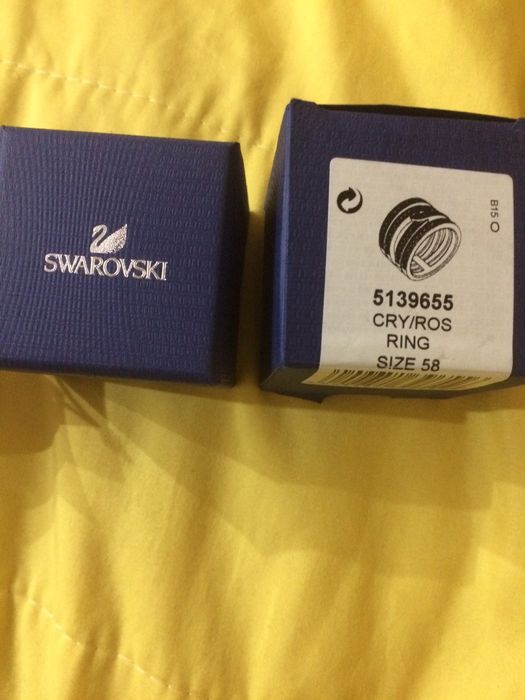 SWAROVSKI
B15 O
5139655
CRY/ROS
RING
SIZE 58